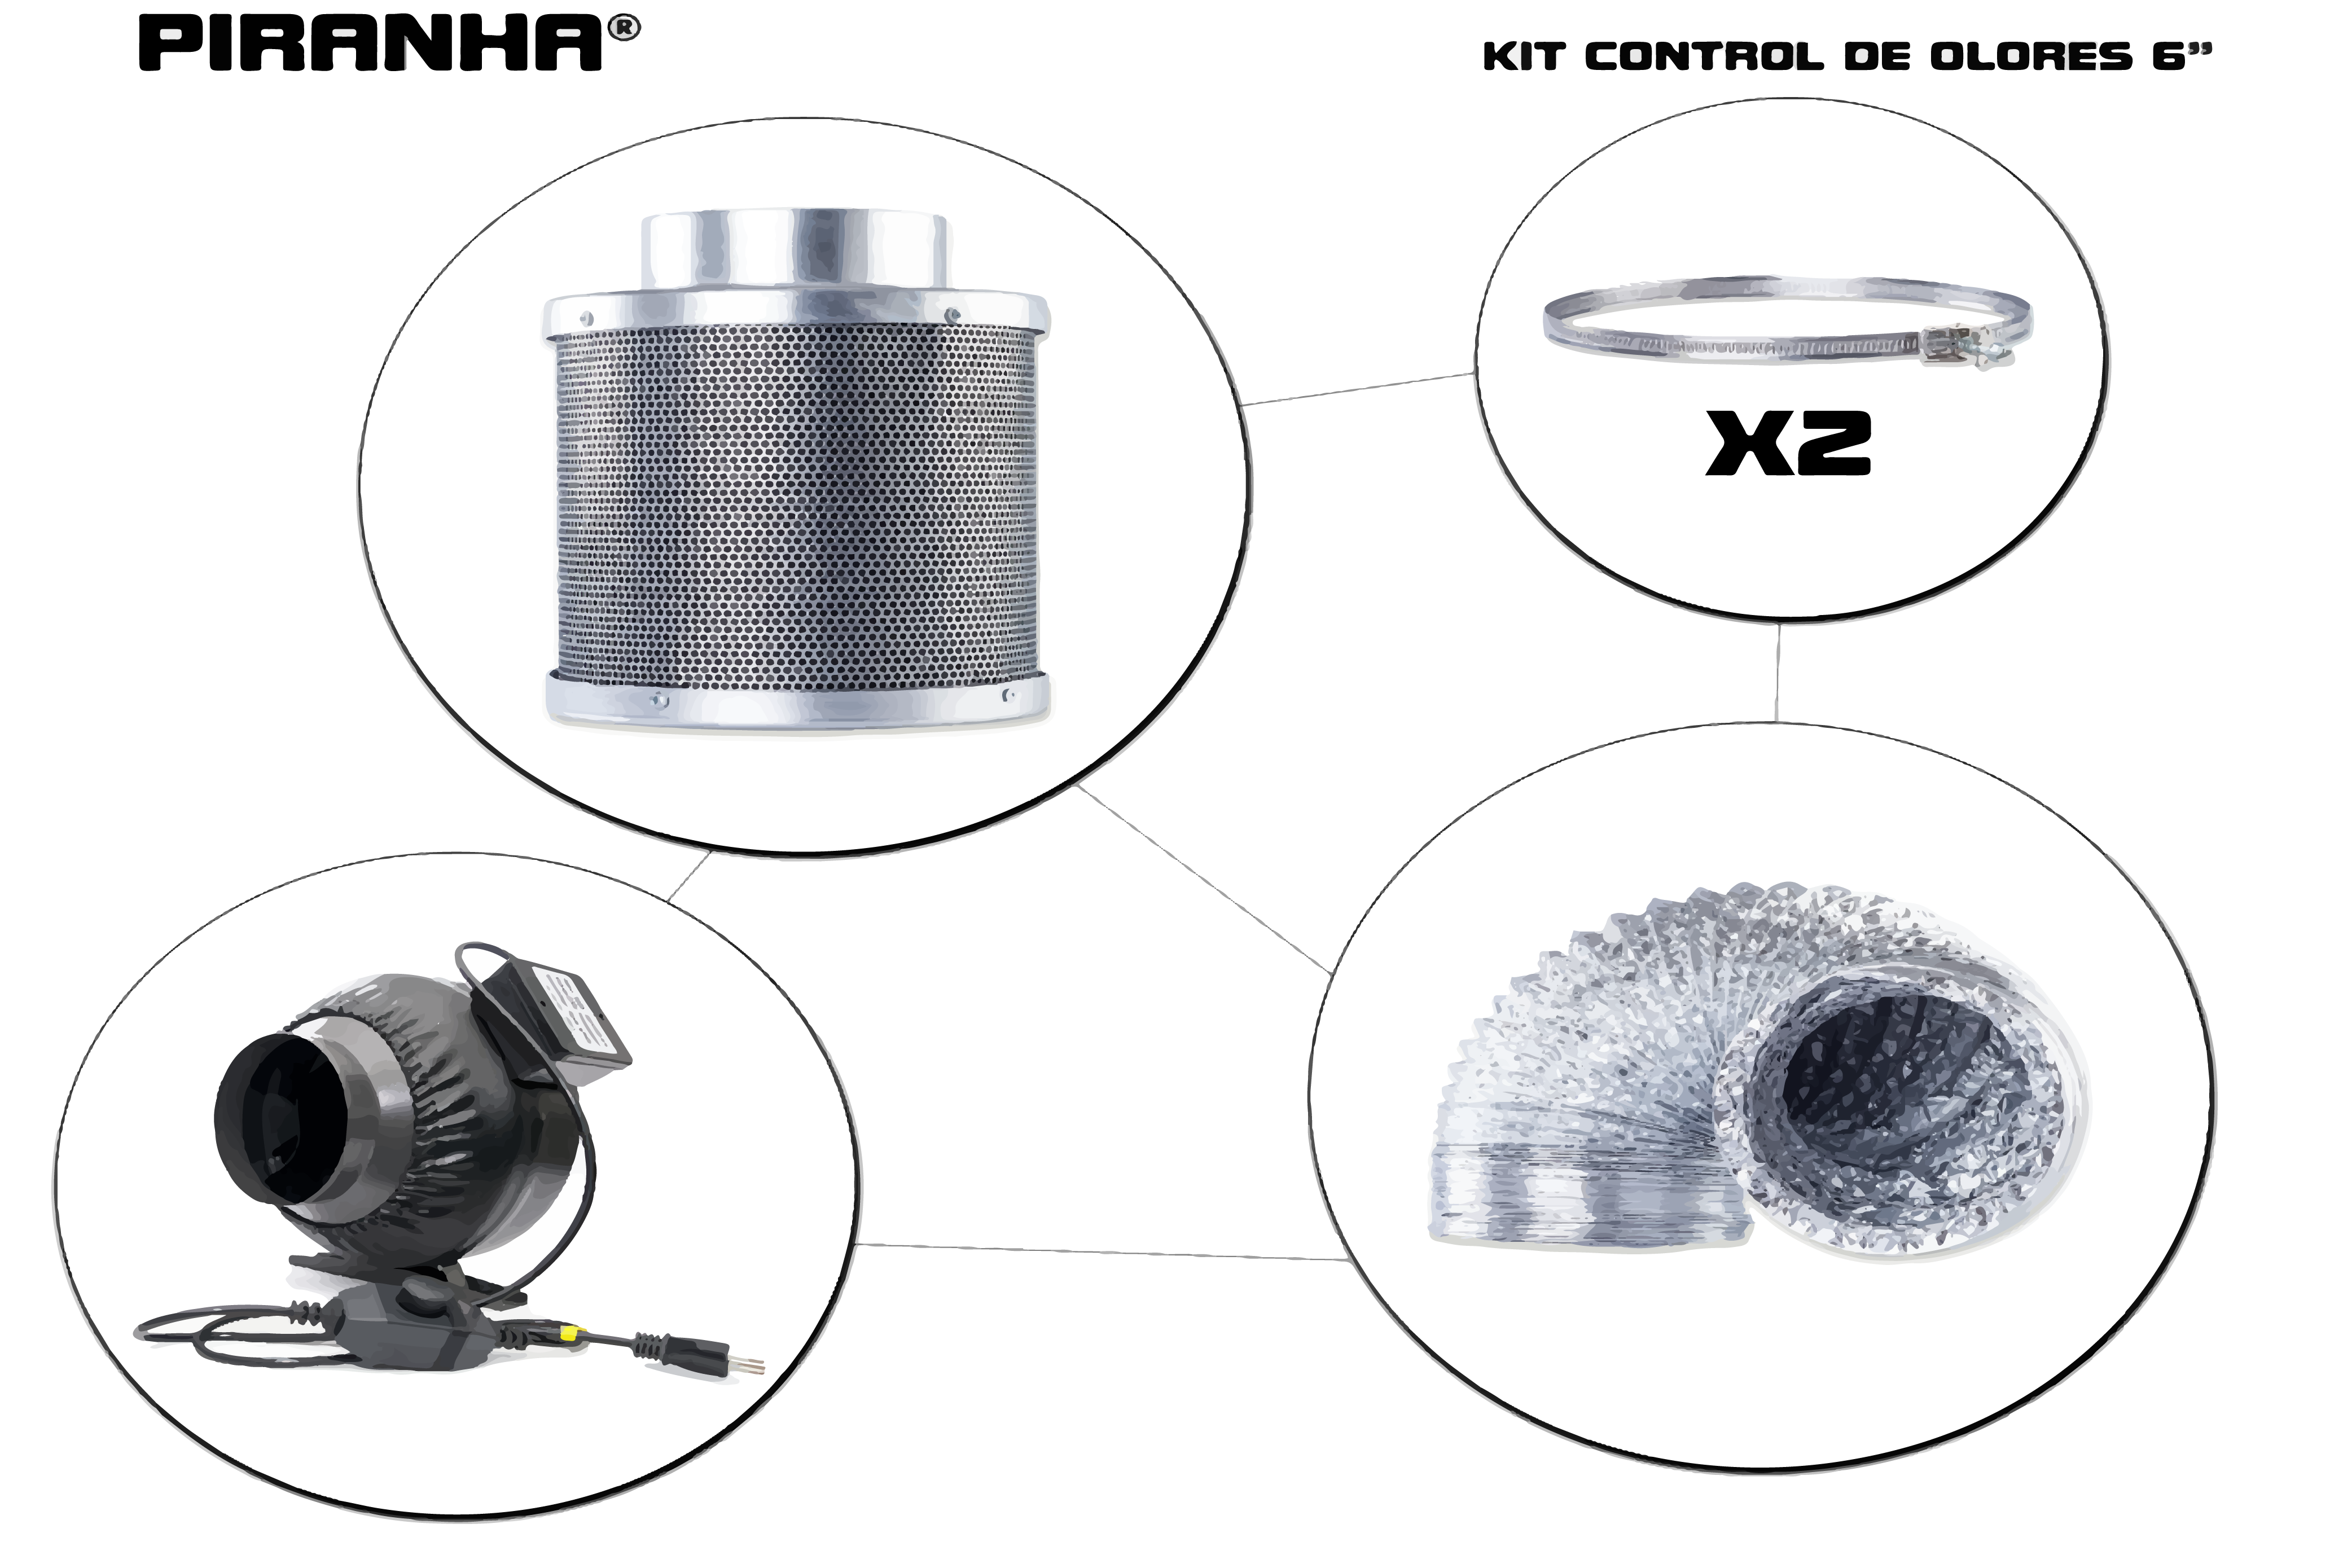 PIRANHA®
KIT CONTROL DE OLORES 6”
X2